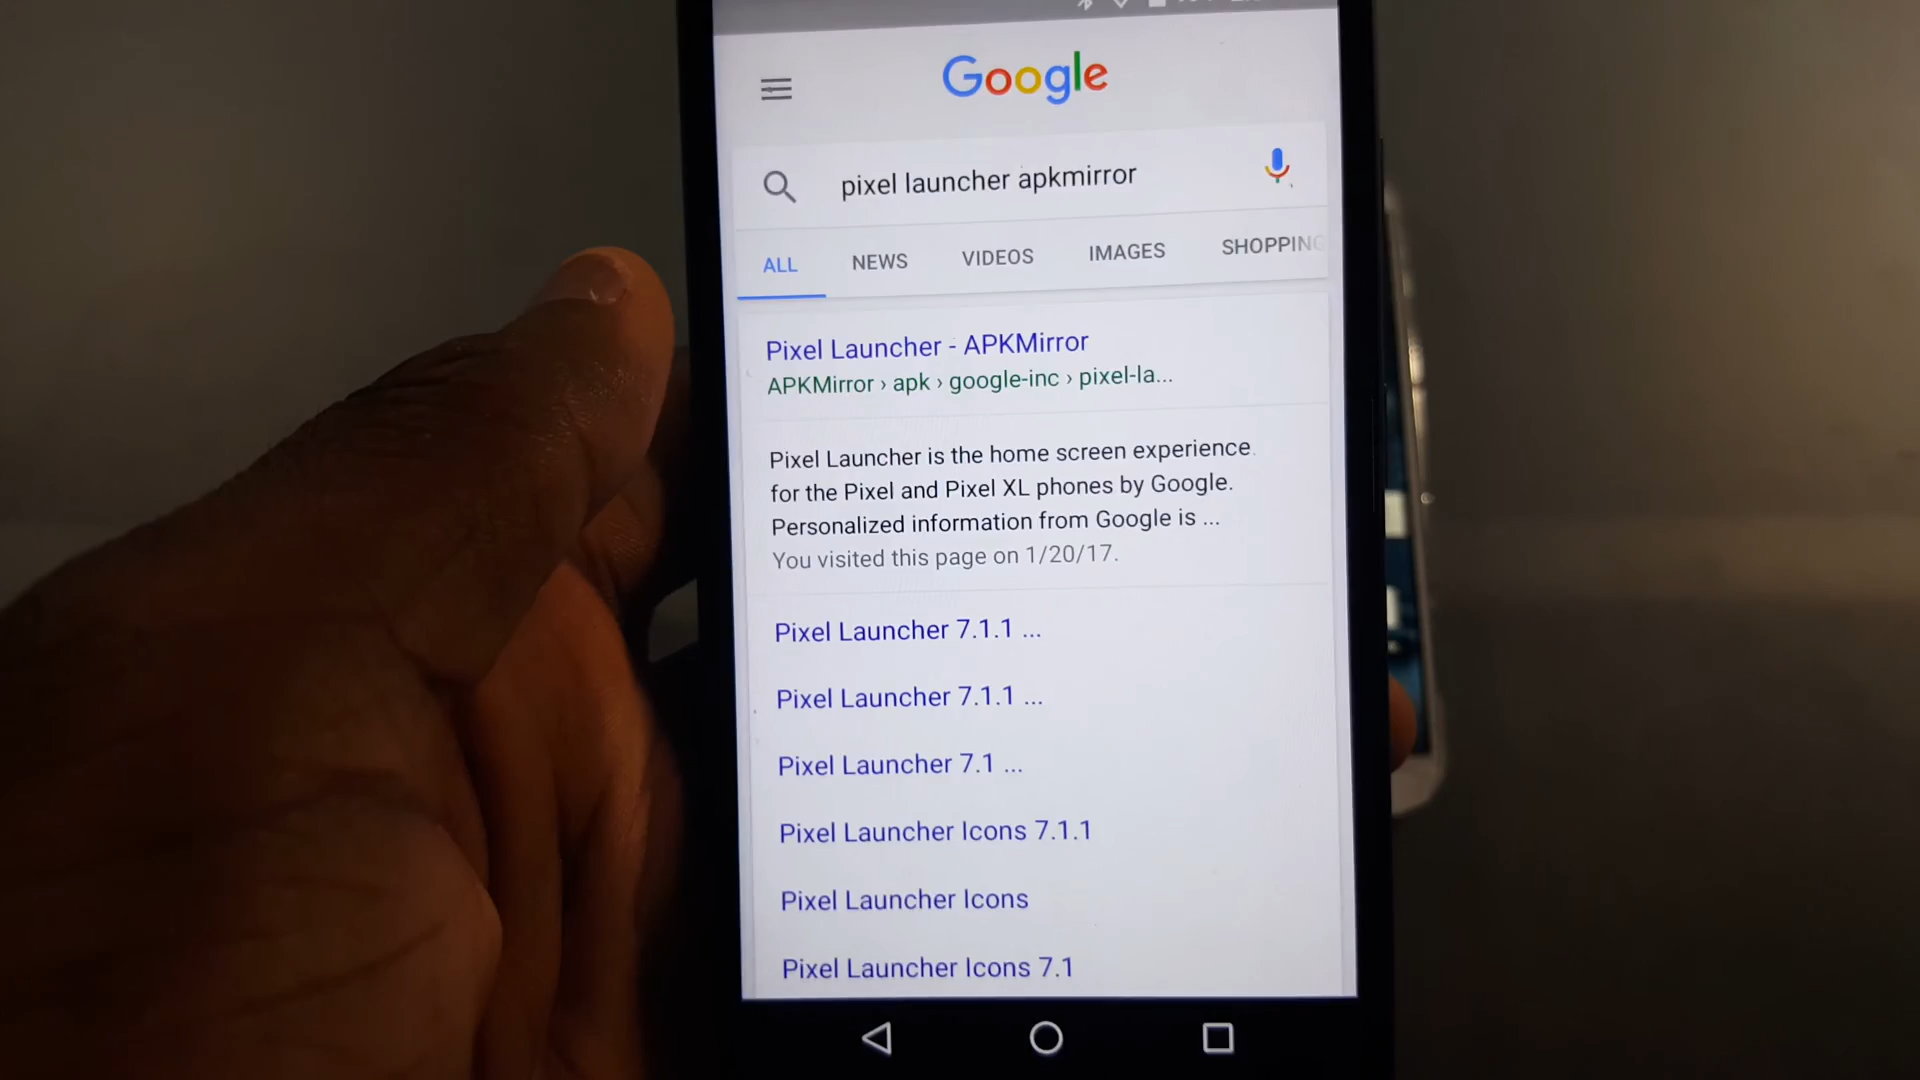 Google
pixel launcher apkmirror
ALL NEWS VIDEOS IMAGES SHOPPING
Pixel Launcher - APKMirror
APKMirror › apk › google-inc › pixel-la...
Pixel Launcher is the home screen experience
for the Pixel and Pixel XL phones by Google.
Personalized information from Google is ...
You visited this page on 1/20/17.
Pixel Launcher 7.1.1 ...
Pixel Launcher 7.1.1 ...
Pixel Launcher 7.1 ...
Pixel Launcher Icons 7.1.1
Pixel Launcher Icons
Pixel Launcher Icons 7.1